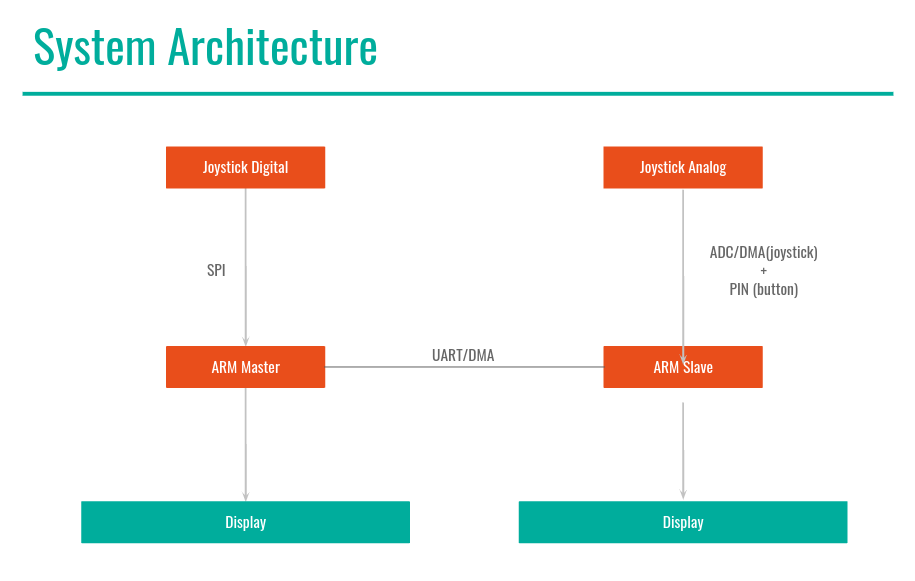 System Architecture
Joystick Digital
Joystick Analog
SPI
ADC/DMA(joystick)
+
PIN (button)
ARM Master
UART/DMA
ARM Slave
Display
Display